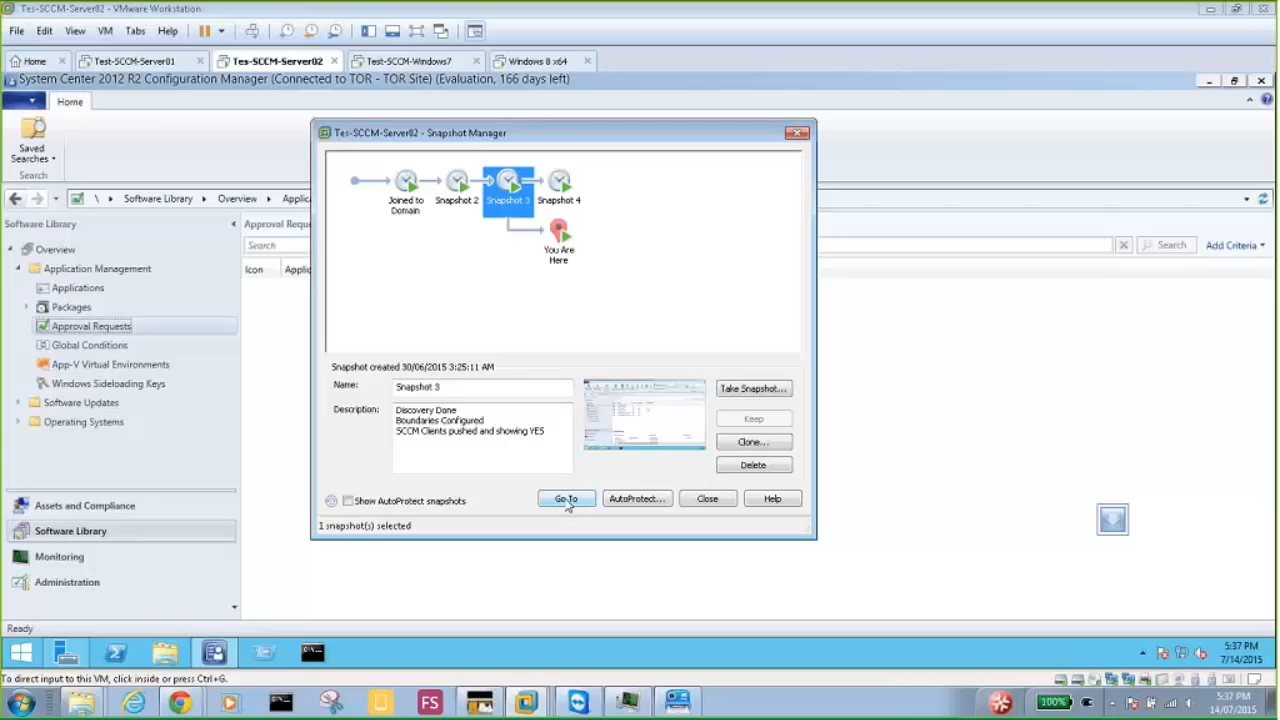 Tes-SCCM-Server02 - VMware Workstation
File Edit View VM Tabs Help
Home Test-SCCM-Server01 Tes-SCCM-Server02 Test-SCCM-Windows7 Windows 8 x64
System Center 2012 R2 Configuration Manager (Connected to TOR - TOR Site) (Evaluation, 166 days left)
Home
Saved
Searches
Search
\ Software Library Overview Applic
Software Library
Approval Reque
Overview
Search
Search
Add Criteria
Application Management
Icon Applic
Applications
Packages
Approval Requests
Global Conditions
App-V Virtual Environments
Windows Sideloading Keys
Software Updates
Operating Systems
Assets and Compliance
Software Library
Monitoring
Administration
Ready
Tes-SCCM-Server02 - Snapshot Manager
Joined to
Domain
Snapshot 2
Snapshot 3
Snapshot 4
You Are
Here
Snapshot created 30/06/2015 3:25:11 AM
Name: Snapshot 3
Description: Discovery Done
Boundaries Configured
SCCM Clients pushed and showing YES
Take Snapshot...
Keep
Clone...
Delete
Show AutoProtect snapshots
Go To
AutoProtect...
Close
Help
1 snapshot(s) selected
5:37 PM
7/14/2015
To direct input to this VM, click inside or press Ctrl+G.
FS
100%
5:37 PM
14/07/2015